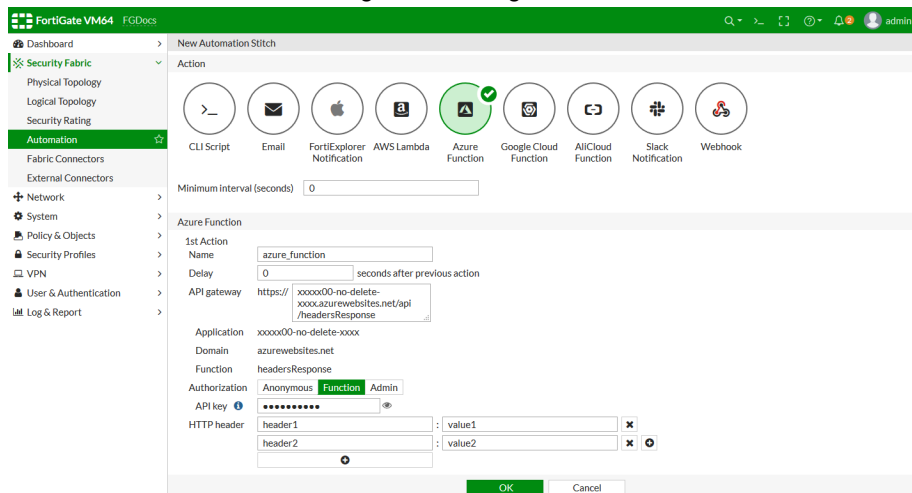 FortiGate VM64 FGDocs
2
admin
Dashboard
Security Fabric
Physical Topology
Logical Topology
Security Rating
Automation
Fabric Connectors
External Connectors
Network
System
Policy & Objects
Security Profiles
VPN
User & Authentication
Log & Report
New Automation Stitch
Action
>_
CLI Script
Email
FortiExplorer
Notification
AWS Lambda
Azure
Function
Google Cloud
Function
AliCloud
Function
Slack
Notification
Webhook
Minimum interval (seconds) 0
Azure Function
1st Action
Name azure_function
Delay 0 seconds after previous action
API gateway https:// xxxxx00-no-delete-
xxxx.azurewebsites.net/api
/headersResponse
Application xxxxx00-no-delete-xxxx
Domain azurewebsites.net
Function headersResponse
Authorization Anonymous Function Admin
API key ••••••••••
HTTP header header1 : value1
header2 : value2
OK Cancel